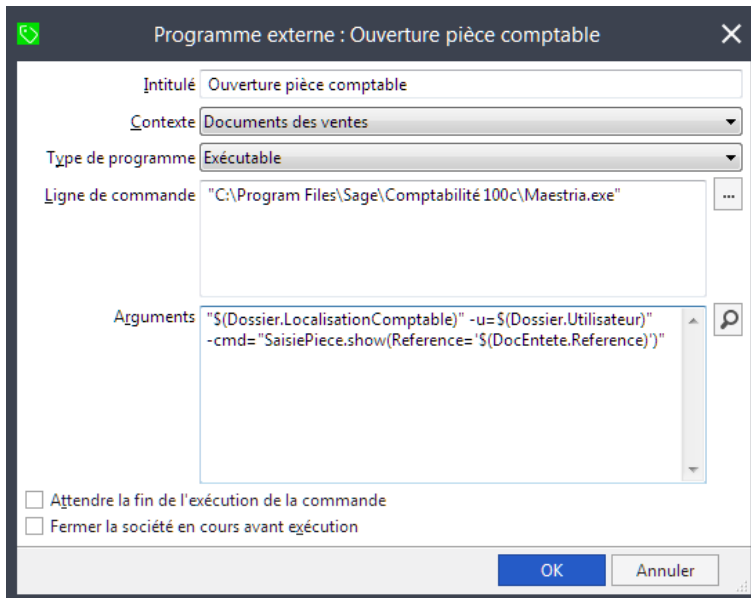 Programme externe : Ouverture pièce comptable
Intitulé Ouverture pièce comptable
Contexte Documents des ventes
Type de programme Exécutable
Ligne de commande "C:\Program Files\Sage\Comptabilité 100c\Maestria.exe"
...
Arguments "$(Dossier.LocalisationComptable)" -u=$(Dossier.Utilisateur)"
-cmd="SaisiePiece.show(Reference='$(DocEntete.Reference)')"
Attendre la fin de l'exécution de la commande
Fermer la société en cours avant exécution
OK Annuler